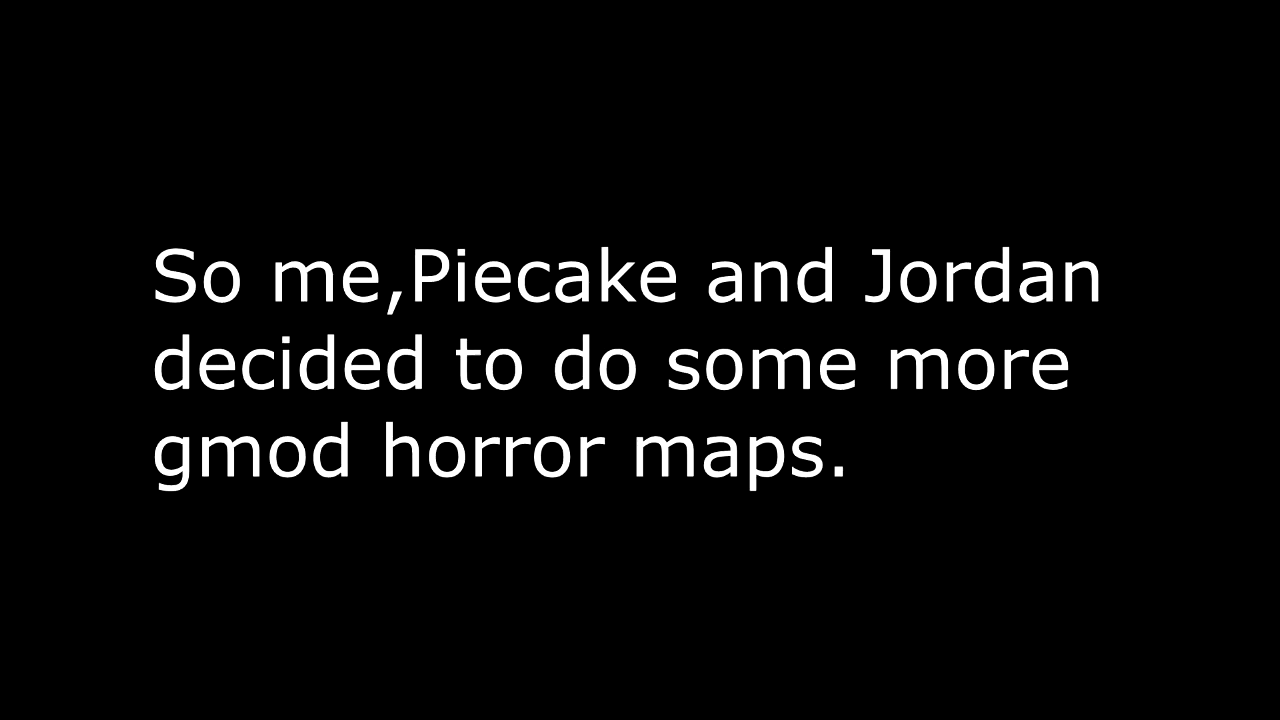 So me,Piecake and Jordan
decided to do some more
gmod horror maps.